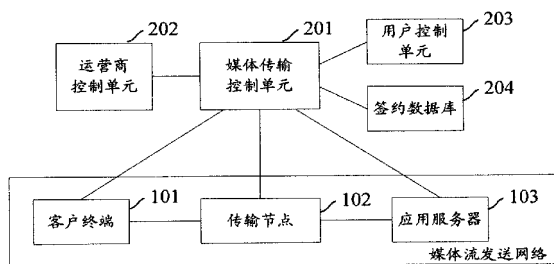 202
运营商
控制单元
201
媒体传输
控制单元
203
用户控制
单元
204
签约数据库
101
客户终端
102
传输节点
103
应用服务器
媒体流发送网络